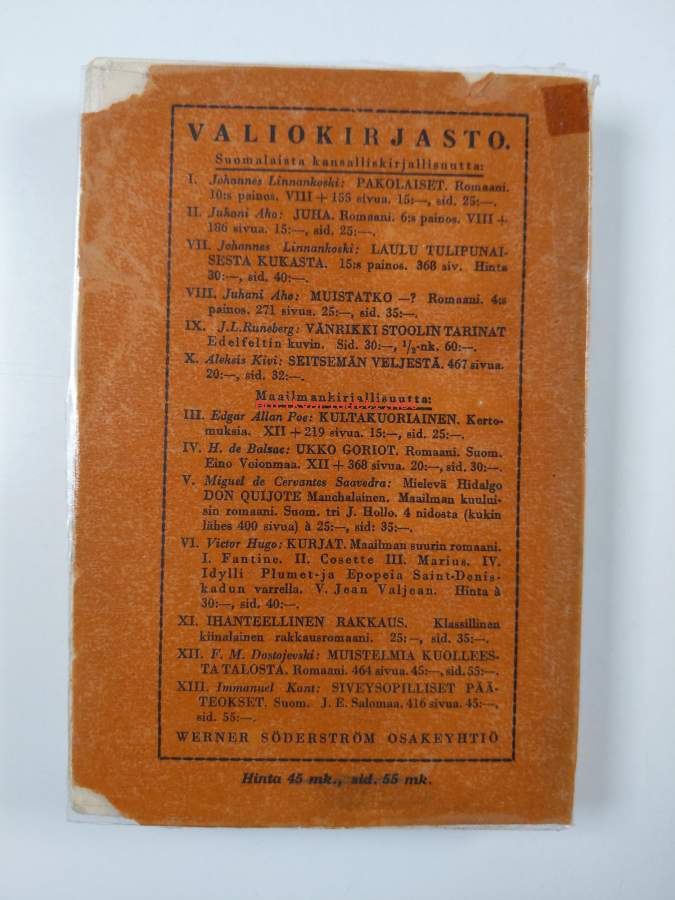 VALIOKIRJASTO.
Suomalaista kansalliskirjallisuutta:
I. Johannes Linnankoski: PAKOLAISET. Romaani.
10:s painos. VIII + 155 sivua. 15:—, sid. 25:—.
II. Juhani Aho: JUHA. Romaani. 6:s painos. VIII +
186 sivua. 15:—, sid. 25:—.
VII. Johannes Linnankoski: LAULU TULIPUNAI-
SESTA KUKASTA. 15:s painos. 368 siv. Hinta
30:—, sid. 40:—.
VIII. Juhani Aho: MUISTATKO —? Romaani. 4:s
painos. 271 sivua. 25:—, sid. 35:—.
IX. J.L.Runeberg: VÄNRIKKI STOOLIN TARINAT
Edelfeltin kuvin. Sid. 30:—, 1/2-nk. 60:—.
X. Aleksis Kivi: SEITSEMÄN VELJESTÄ. 467 sivua.
20:—, sid. 32:—.
Maailmankirjallisuutta:
III. Edgar Allan Poe: KULTAKUORIAINEN. Kerto-
muksia. XII + 219 sivua. 15:—, sid. 25:—.
IV. H. de Balzac: UKKO GORIOT. Romaani. Suom.
Eino Voionmaa. XII + 368 sivua. 20:—, sid. 30:—.
V. Miguel de Cervantes Saavedra: Mielevä Hidalgo
DON QUIJOTE Manchalainen. Maailman kuului-
sin romaani. Suom. tri J. Hollo. 4 nidosta (kukin
lähes 400 sivua) à 25:—, sid: 35:—.
VI. Victor Hugo: KURJAT. Maailman suurin romaani.
I. Fantine. II. Cosette III. Marius. IV.
Idylli Plumet-ja Epopeia Saint-Denis-
kadun varrella. V. Jean Valjean. Hinta à
30:—, sid. 40:—.
XI. IHANTEELLINEN RAKKAUS. Klassillinen
kiinalainen rakkausromaani. 25:—, sid. 35:—.
XII. F. M. Dostojevski: MUISTELMIA KUOLLEES-
TA TALOSTA. Romaani. 464 sivua. 45:—, sid. 55:—.
XIII. Immanuel Kant: SIVEYSOPILLISET PÄÄ-
TEOKSET. Suom. J. E. Salomaa. 416 sivua. 45:—,
sid. 55:—.
WERNER SÖDERSTRÖM OSAKEYHTIÖ
Hinta 45 mk., sid. 55 mk.